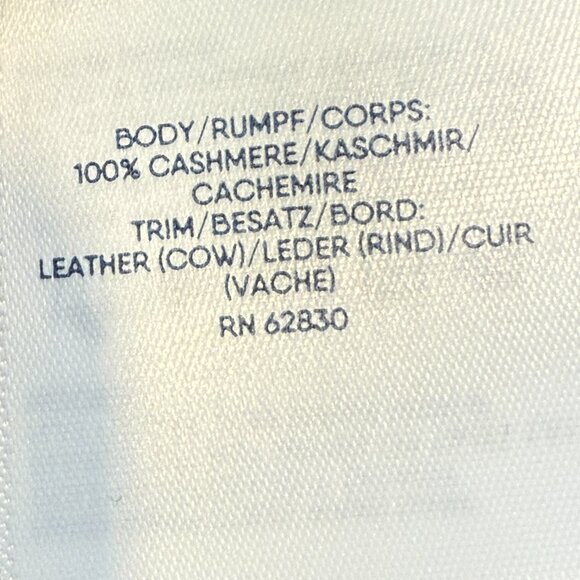 BODY/RUMPF/CORPS:
100% CASHMERE/KASCHMIR/
CACHEMIRE
TRIM/BESATZ/BORD:
LEATHER (COW)/LEDER (RIND)/CUIR
(VACHE)
RN 62830